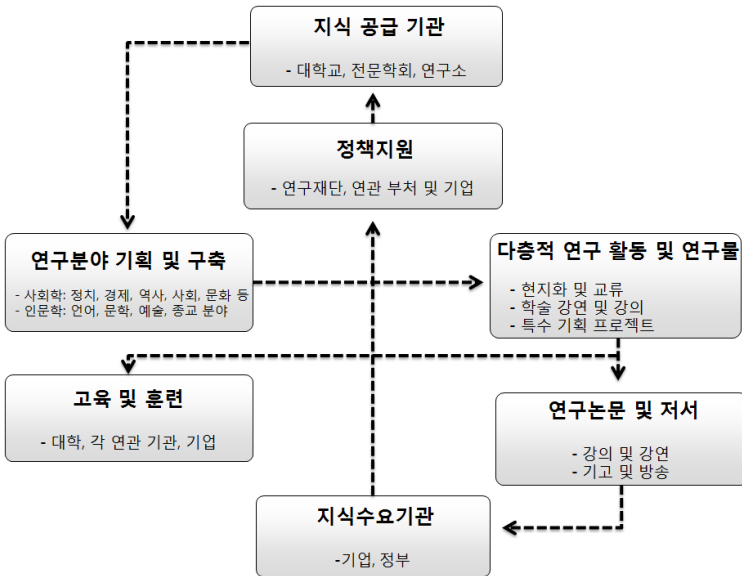 지식 공급 기관
- 대학교, 전문학회, 연구소
정책지원
- 연구재단, 연관 부처 및 기업
연구분야 기획 및 구축
- 사회학: 정치, 경제, 역사, 사회, 문화 등
- 인문학: 언어, 문학, 예술, 종교 분야
다층적 연구 활동 및 연구물
- 현지화 및 교류
- 학술 강연 및 강의
- 특수 기획 프로젝트
고육 및 훈련
- 대학, 각 연관 기관, 기업
연구논문 및 저서
- 강의 및 강연
- 기고 및 방송
지식수요기관
-기업, 정부